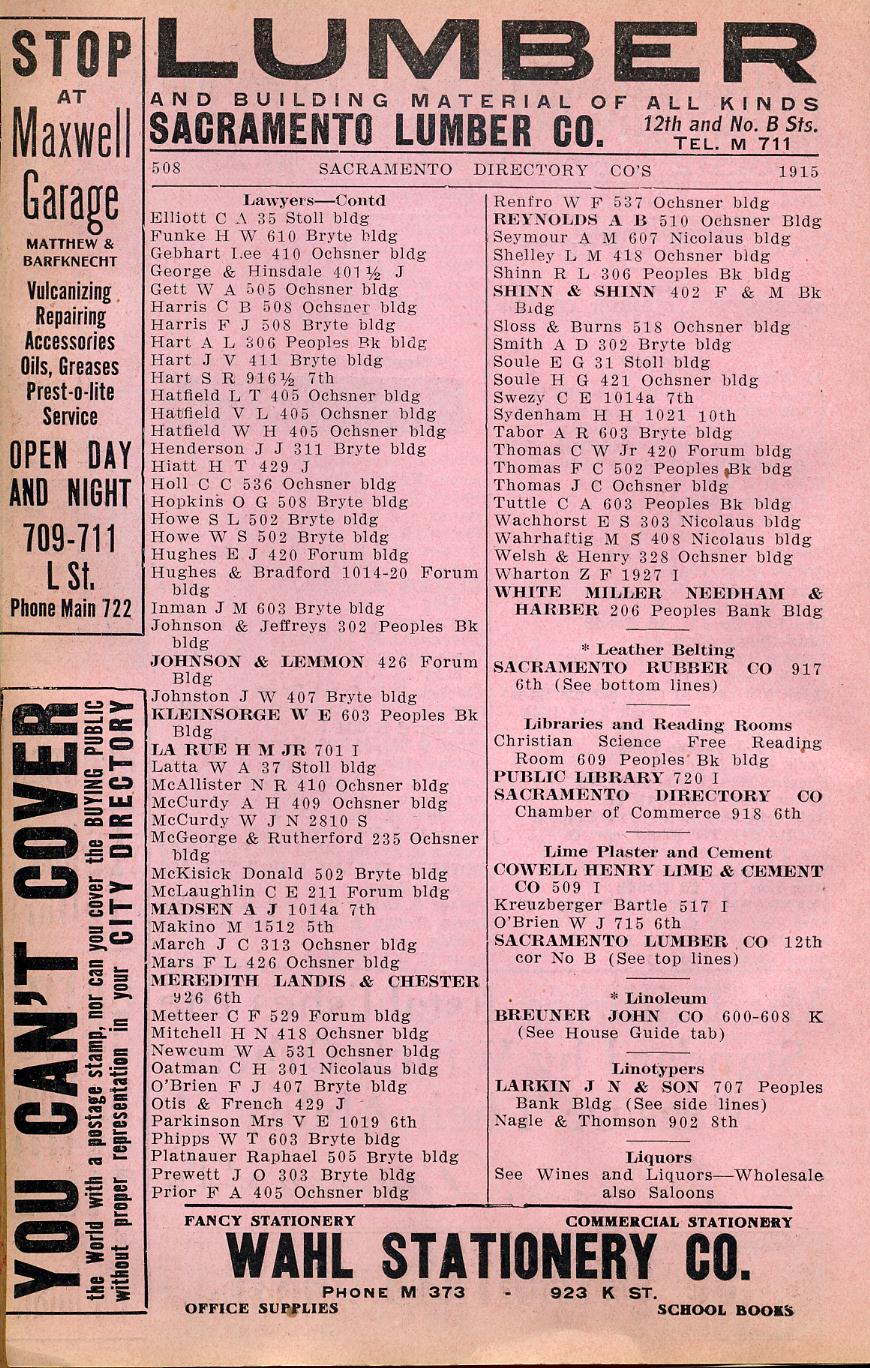 STOP
AT
Maxwell
Garage
MATTHEW &
BARFKNECHT
Vulcanizing
Repairing
Accessories
Oils, Greases
Prest-o-lite
Service
OPEN DAY
AND NIGHT
709-711
L St.
Phone Main 722
YOU CAN'T COVER
the World with a postage stamp, nor can you cover the BUYING PUBLIC
without proper representation in your CITY DIRECTORY
LUMBER
AND BUILDING MATERIAL OF ALL KINDS
SACRAMENTO LUMBER CO. 12th and No. B Sts.
TEL. M 711
508 SACRAMENTO DIRECTORY CO'S 1915
Lawyers—Contd
Elliott C A 35 Stoll bldg
Funke H W 610 Bryte bldg
Gebhart Lee 410 Ochsner bldg
George & Hinsdale 401½ J
Gett W A 505 Ochsner bldg
Harris C B 508 Ochsner bldg
Harris F J 508 Bryte bldg
Hart A L 306 Peoples Bk bldg
Hart J V 411 Bryte bldg
Hart S R 916½ 7th
Hatfield L T 405 Ochsner bldg
Hatfield V L 405 Ochsner bldg
Hatfield W H 405 Ochsner bldg
Henderson J J 311 Bryte bldg
Hiatt H T 429 J
Holl C C 536 Ochsner bldg
Hopkins O G 508 Bryte bldg
Howe S L 502 Bryte bldg
Howe W S 502 Bryte bldg
Hughes E J 420 Forum bldg
Hughes & Bradford 1014-20 Forum
bldg
Inman J M 603 Bryte bldg
Johnson & Jeffreys 302 Peoples Bk
bldg
JOHNSON & LEMMON 426 Forum
Bldg
Johnston J W 407 Bryte bldg
KLEINSORGE W E 603 Peoples Bk
Bldg
LA RUE H M JR 701 I
Latta W A 37 Stoll bldg
McAllister N R 410 Ochsner bldg
McCurdy A H 409 Ochsner bldg
McCurdy W J N 2810 S
McGeorge & Rutherford 235 Ochsner
bldg
McKisick Donald 502 Bryte bldg
McLaughlin C E 211 Forum bldg
MADSEN A J 1014a 7th
Makino M 1512 5th
March J C 313 Ochsner bldg
Mars F L 426 Ochsner bldg
MEREDITH LANDIS & CHESTER
926 6th
Metteer C F 529 Forum bldg
Mitchell H N 418 Ochsner bldg
Newcum W A 531 Ochsner bldg
Oatman C H 301 Nicolaus bldg
O'Brien F J 407 Bryte bldg
Otis & French 429 J
Parkinson Mrs V E 1019 6th
Phipps W T 603 Bryte bldg
Platnauer Raphael 505 Bryte bldg
Prewett J O 303 Bryte bldg
Prior F A 405 Ochsner bldg
Renfro W F 537 Ochsner bldg
REYNOLDS A B 510 Ochsner Bldg
Seymour A M 607 Nicolaus bldg
Shelley L M 418 Ochsner bldg
Shinn R L 306 Peoples Bk bldg
SHINN & SHINN 402 F & M Bk
Bldg
Sloss & Burns 518 Ochsner bldg
Smith A D 302 Bryte bldg
Soule E G 31 Stoll bldg
Soule H G 421 Ochsner bldg
Swezy C E 1014a 7th
Sydenham H H 1021 10th
Tabor A R 603 Bryte bldg
Thomas C W Jr 420 Forum bldg
Thomas F C 502 Peoples Bk bdg
Thomas J C Ochsner bldg
Tuttle C A 603 Peoples Bk bldg
Wachhorst E S 303 Nicolaus bldg
Wahrhaftig M S 408 Nicolaus bldg
Welsh & Henry 328 Ochsner bldg
Wharton Z F 1927 I
WHITE MILLER NEEDHAM &
HARBER 206 Peoples Bank Bldg
* Leather Belting
SACRAMENTO RUBBER CO 917
6th (See bottom lines)
Libraries and Reading Rooms
Christian Science Free Reading
Room 609 Peoples' Bk bldg
PUBLIC LIBRARY 720 I
SACRAMENTO DIRECTORY CO
Chamber of Commerce 918 6th
Lime Plaster and Cement
COWELL HENRY LIME & CEMENT
CO 509 I
Kreuzberger Bartle 517 I
O'Brien W J 715 6th
SACRAMENTO LUMBER CO 12th
cor No B (See top lines)
* Linoleum
BREUNER JOHN CO 600-608 K
(See House Guide tab)
Linotypers
LARKIN J N & SON 707 Peoples
Bank Bldg (See side lines)
Nagle & Thomson 902 8th
Liquors
See Wines and Liquors—Wholesale
also Saloons
FANCY STATIONERY COMMERCIAL STATIONERY
WAHL STATIONERY CO.
PHONE M 373 - 923 K ST.
OFFICE SUPPLIES SCHOOL BOOKS